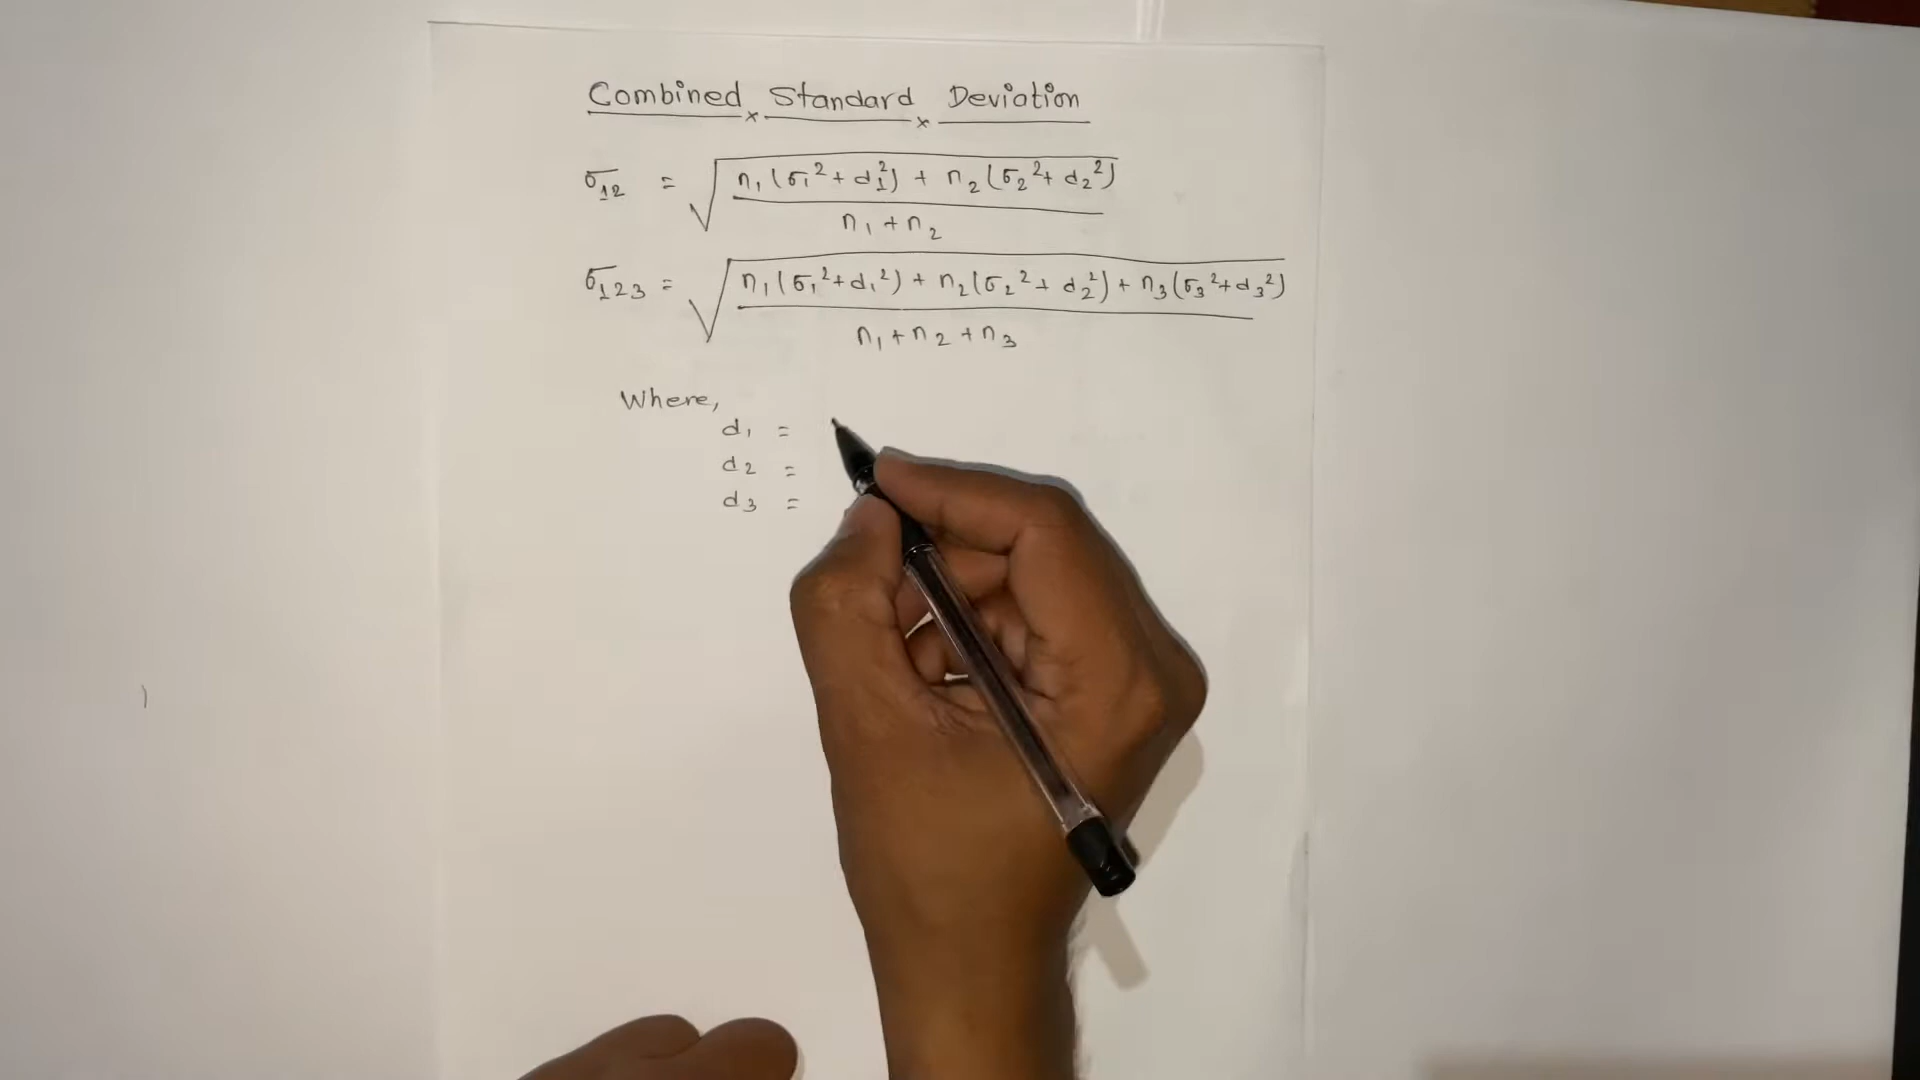 Combined Standard Deviation
σ₁₂ = √(n₁(σ₁² + d₁²) + n₂(σ₂² + d₂²) / n₁ + n₂)
σ₁₂₃ = √(n₁(σ₁² + d₁²) + n₂(σ₂² + d₂²) + n₃(σ₃² + d₃²) / n₁ + n₂ + n₃)
Where,
d₁ =
d₂ =
d₃ =